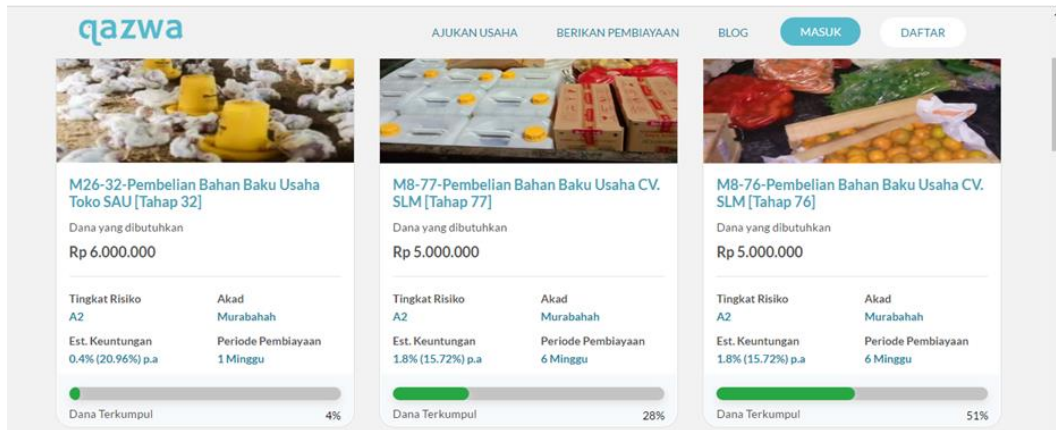 qazwa
AJUKAN USAHA BERIKAN PEMBIAYAAN BLOG MASUK DAFTAR
M26-32-Pembelian Bahan Baku Usaha
Toko SAU [Tahap 32]
Dana yang dibutuhkan
Rp 6.000.000
Tingkat Risiko Akad
A2 Murabahah
Est. Keuntungan Periode Pembiayaan
0.4% (20.96%) p.a 1 Minggu
Dana Terkumpul 4%
M8-77-Pembelian Bahan Baku Usaha CV.
SLM [Tahap 77]
Dana yang dibutuhkan
Rp 5.000.000
Tingkat Risiko Akad
A2 Murabahah
Est. Keuntungan Periode Pembiayaan
1.8% (15.72%) p.a 6 Minggu
Dana Terkumpul 28%
M8-76-Pembelian Bahan Baku Usaha CV.
SLM [Tahap 76]
Dana yang dibutuhkan
Rp 5.000.000
Tingkat Risiko Akad
A2 Murabahah
Est. Keuntungan Periode Pembiayaan
1.8% (15.72%) p.a 6 Minggu
Dana Terkumpul 51%